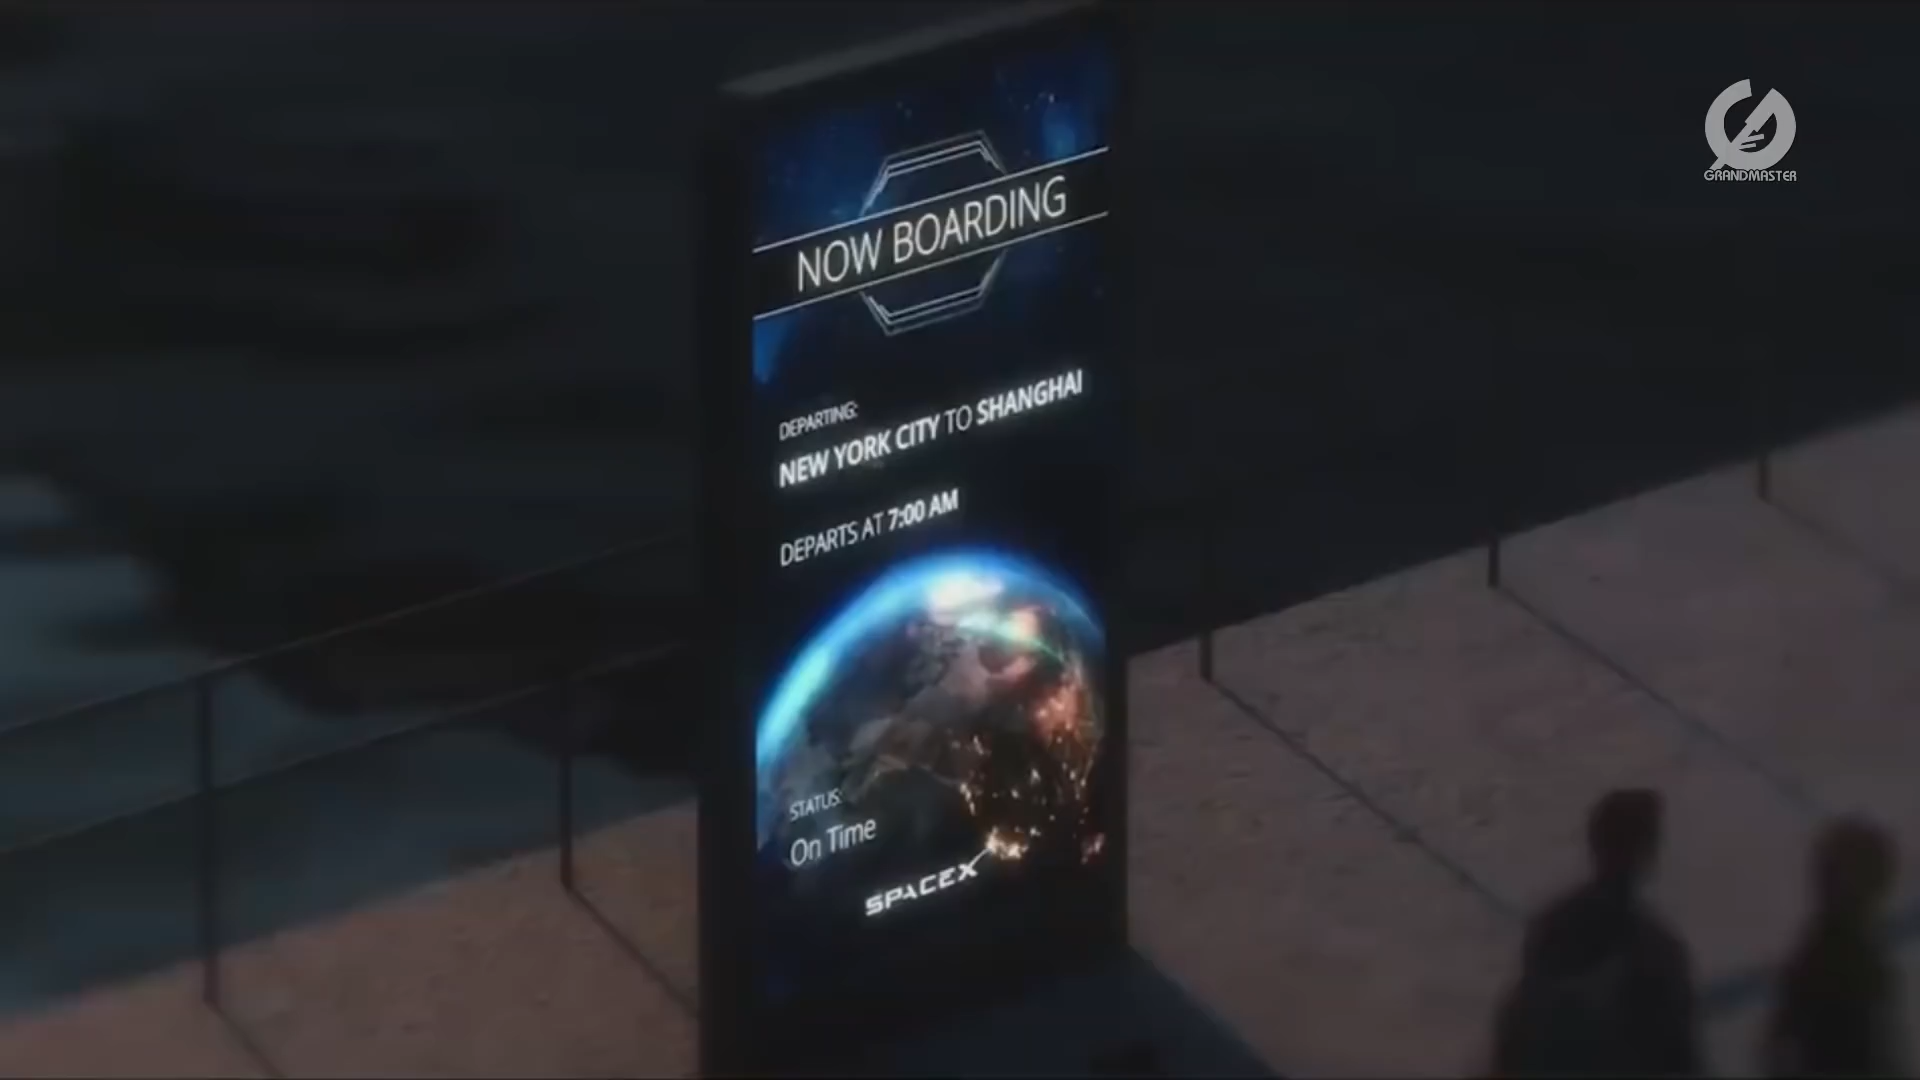 NOW BOARDING
DEPARTING:
NEW YORK CITY TO SHANGHAI
DEPARTS AT 7:00 AM
STATUS:
On Time
SPACEX
GRANDMASTER